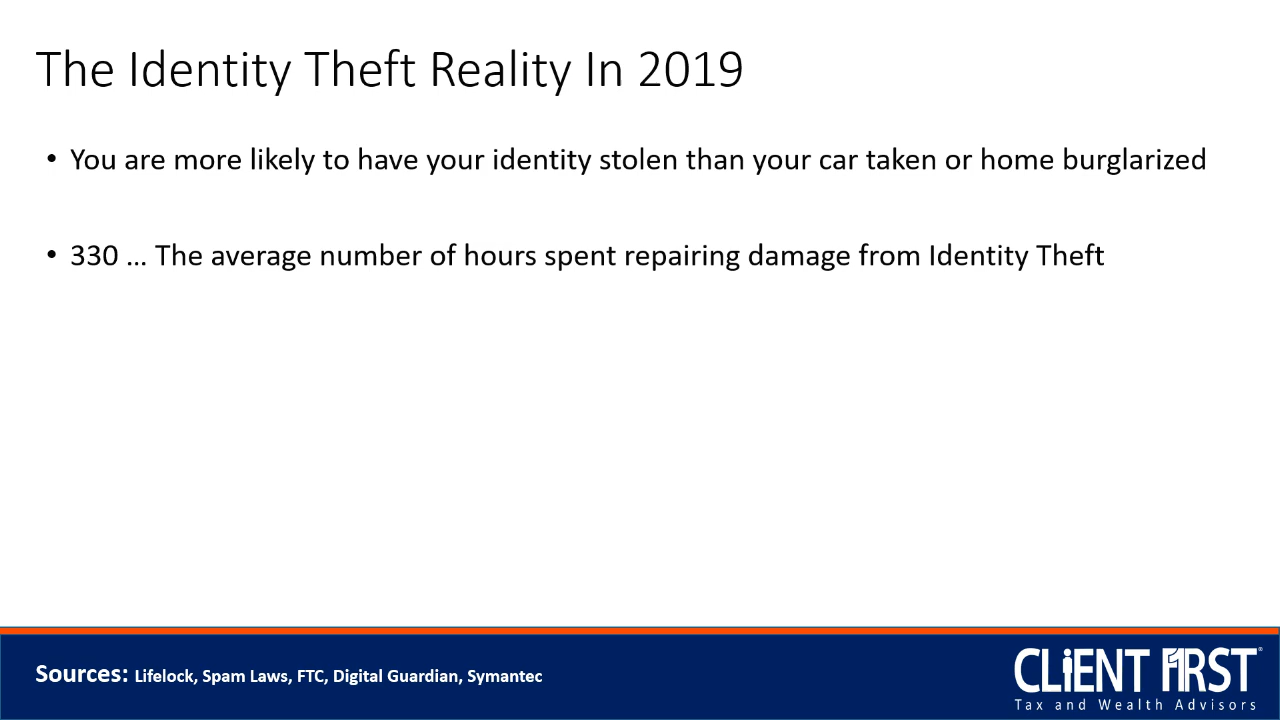 The Identity Theft Reality In 2019
• You are more likely to have your identity stolen than your car taken or home burglarized
• 330 ... The average number of hours spent repairing damage from Identity Theft
Sources: Lifelock, Spam Laws, FTC, Digital Guardian, Symantec
CLiENT FIRST®
Tax and Wealth Advisors